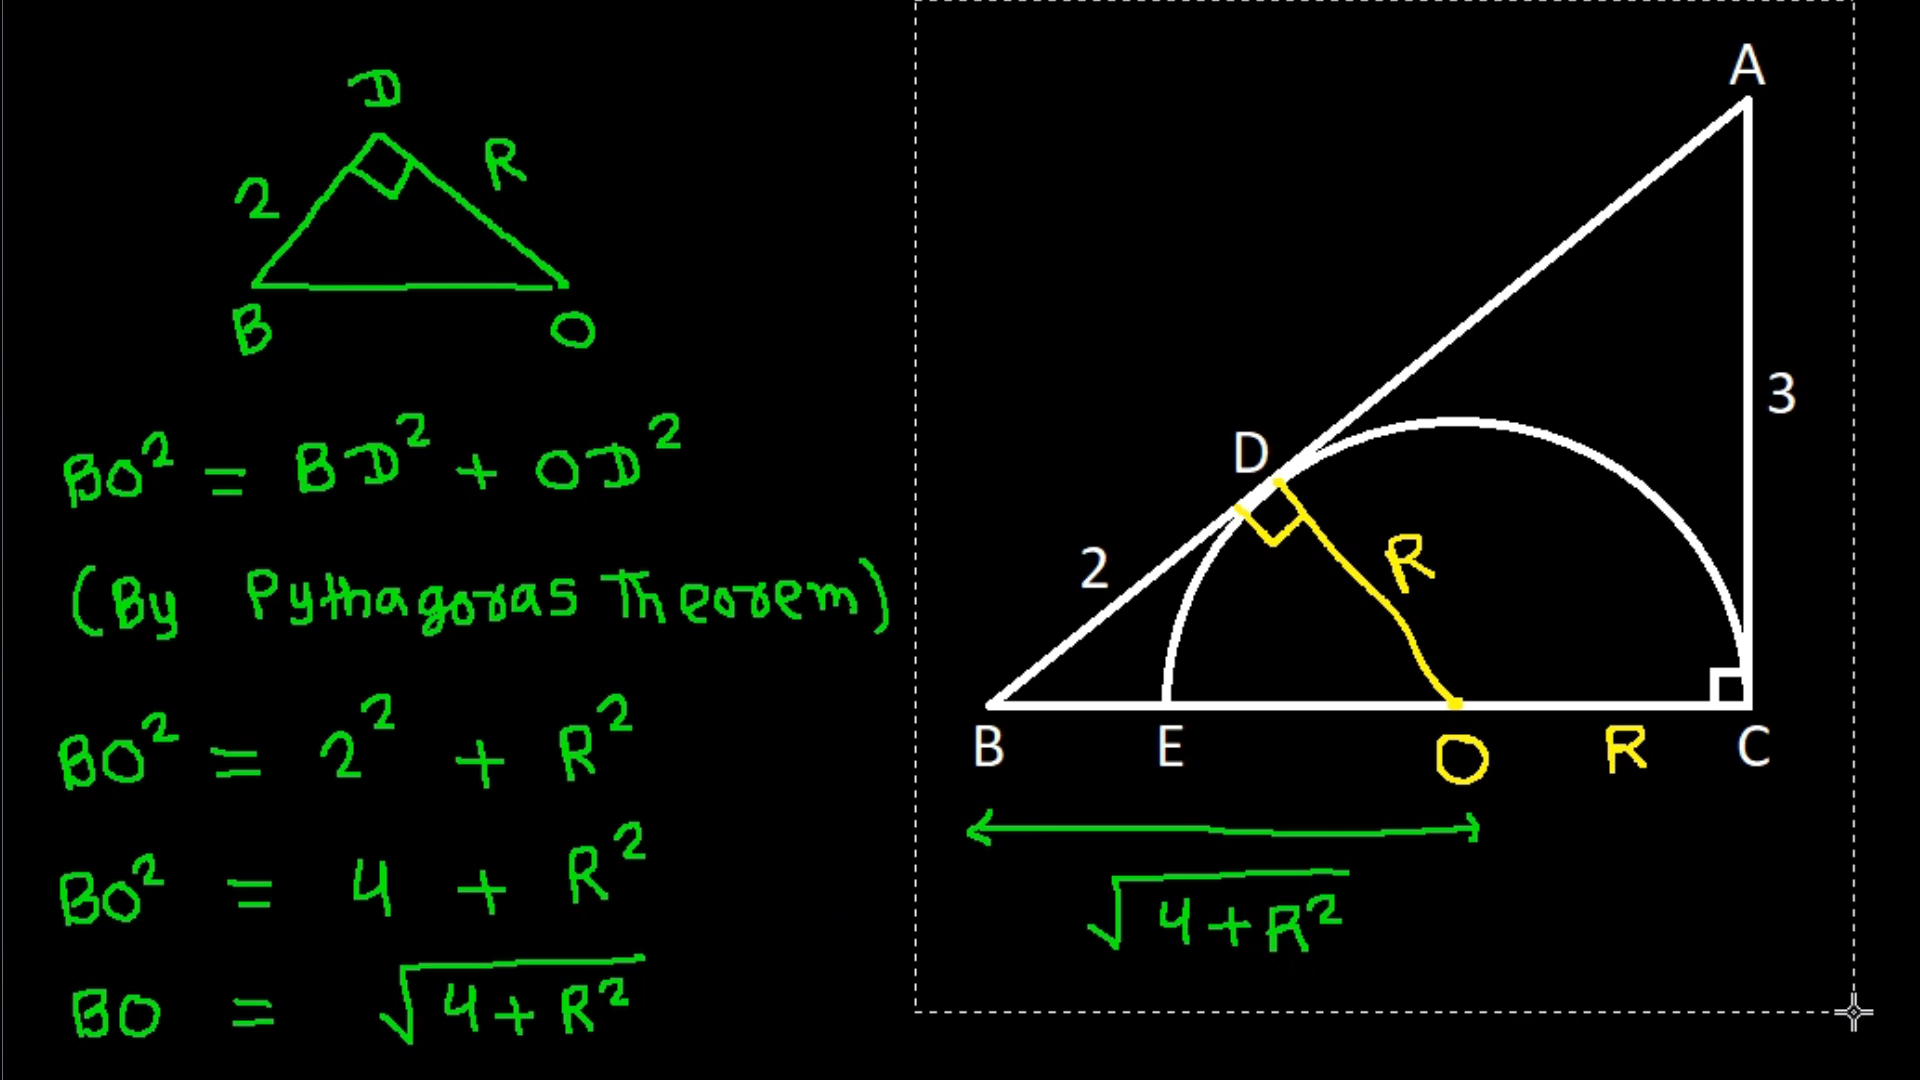 D
2
R
B
O
BO² = BD² + OD²
(By Pythagoras Theorem)
BO² = 2² + R²
BO² = 4 + R²
BO = √4+R²
A
3
D
2
R
B
E
O
R
C
√4+R²